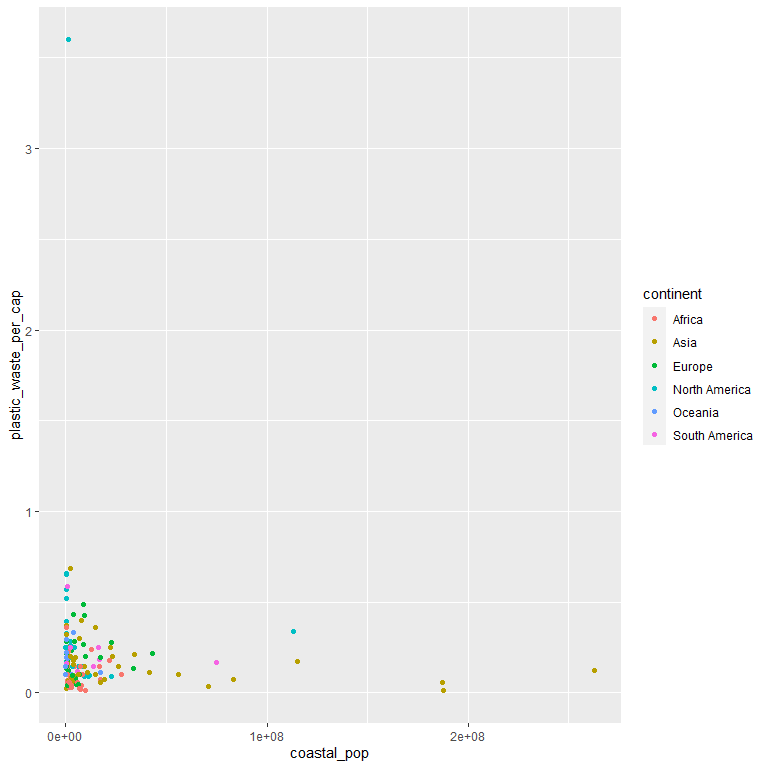 plastic_waste_per_cap
3
2
1
0
0e+00
1e+08
2e+08
coastal_pop
continent
Africa
Asia
Europe
North America
Oceania
South America